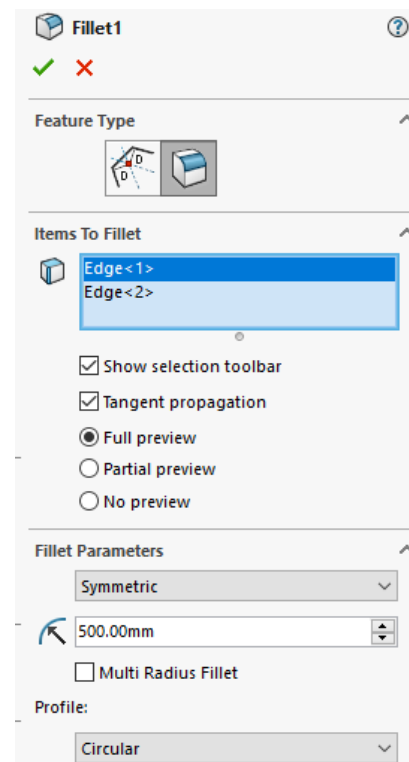 Fillet1
Feature Type
D
D
Items To Fillet
Edge<1>
Edge<2>
Show selection toolbar
Tangent propagation
Full preview
Partial preview
No preview
Fillet Parameters
Symmetric
500.00mm
Multi Radius Fillet
Profile:
Circular